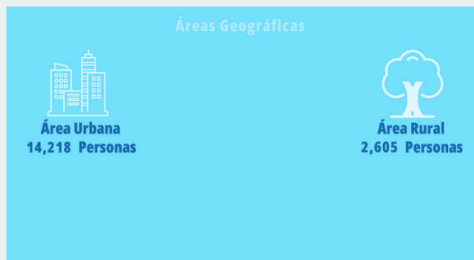 Áreas Geográficas
Área Urbana
14,218 Personas
Área Rural
2,605 Personas